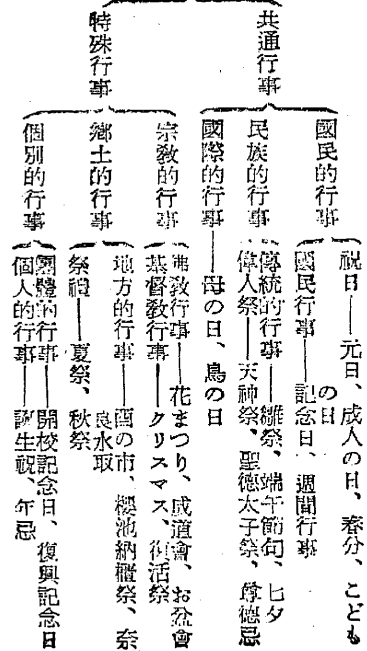 共通行事
國民的行事
祝日——元日、成人の日、春分、こども
の日
國民行事——記念日、週間行事
民族的行事
傳統的行事——雛祭、端午節句、七夕
偉人祭——天神祭、聖德太子祭、尊德忌
國際的行事——母の日、鳥の日
特殊行事
宗教的行事
佛敎行事——花まつり、成道會、お盆會
基督敎行事——クリスマス、復活祭
鄕土的行事
地方的行事——酉の市、櫻池納櫃祭、奈
良水取
祭禮——夏祭、秋祭
個別的行事
團體的行事——開校記念日、復興記念日
個人的行事——誕生祝、年忌